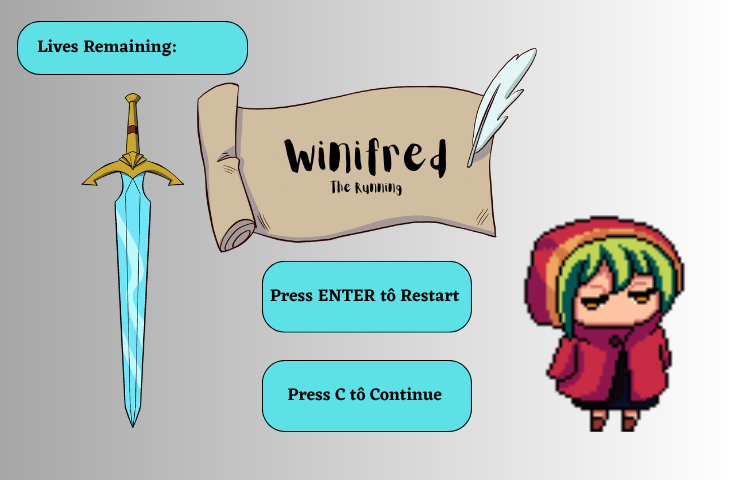 Lives Remaining:
Winifred
The Running
Press ENTER tô Restart
Press C tô Continue